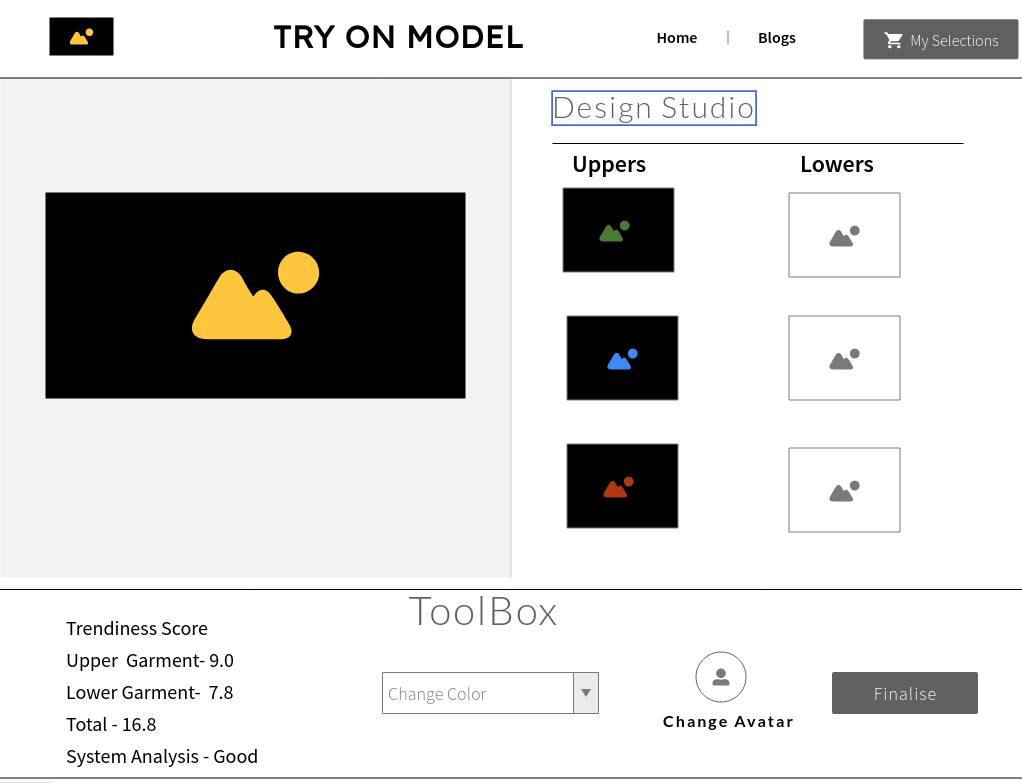 TRY ON MODEL
Home | Blogs
My Selections
Design Studio
Uppers
Lowers
ToolBox
Trendiness Score
Upper  Garment- 9.0
Lower Garment-  7.8
Total - 16.8
System Analysis - Good
Change Color
Change Avatar
Finalise